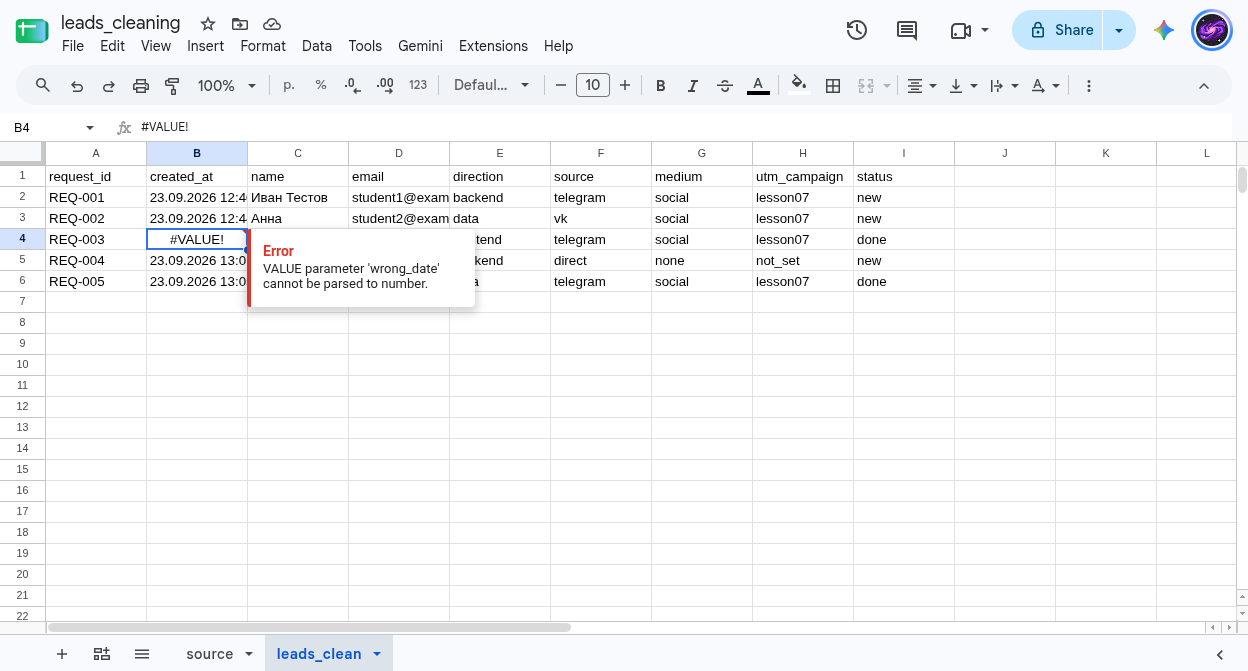 leads_cleaning
File Edit View Insert Format Data Tools Gemini Extensions Help
Share
100% p. % .0 .00 123 Defaul... 10 B I A A
B4 fx #VALUE!
A B C D E F G H I J K L
1 request_id created_at name email direction source medium utm_campaign status
2 REQ-001 23.09.2026 12:4 Иван Тестов student1@exam backend telegram social lesson07 new
3 REQ-002 23.09.2026 12:4 Анна student2@exam data vk social lesson07 new
4 REQ-003 #VALUE! tend telegram social lesson07 done
5 REQ-004 23.09.2026 13:0 kend direct none not_set new
6 REQ-005 23.09.2026 13:0 a telegram social lesson07 done
Error
VALUE parameter 'wrong_date'
cannot be parsed to number.
7
8
9
10
11
12
13
14
15
16
17
18
19
20
21
22
source leads_clean